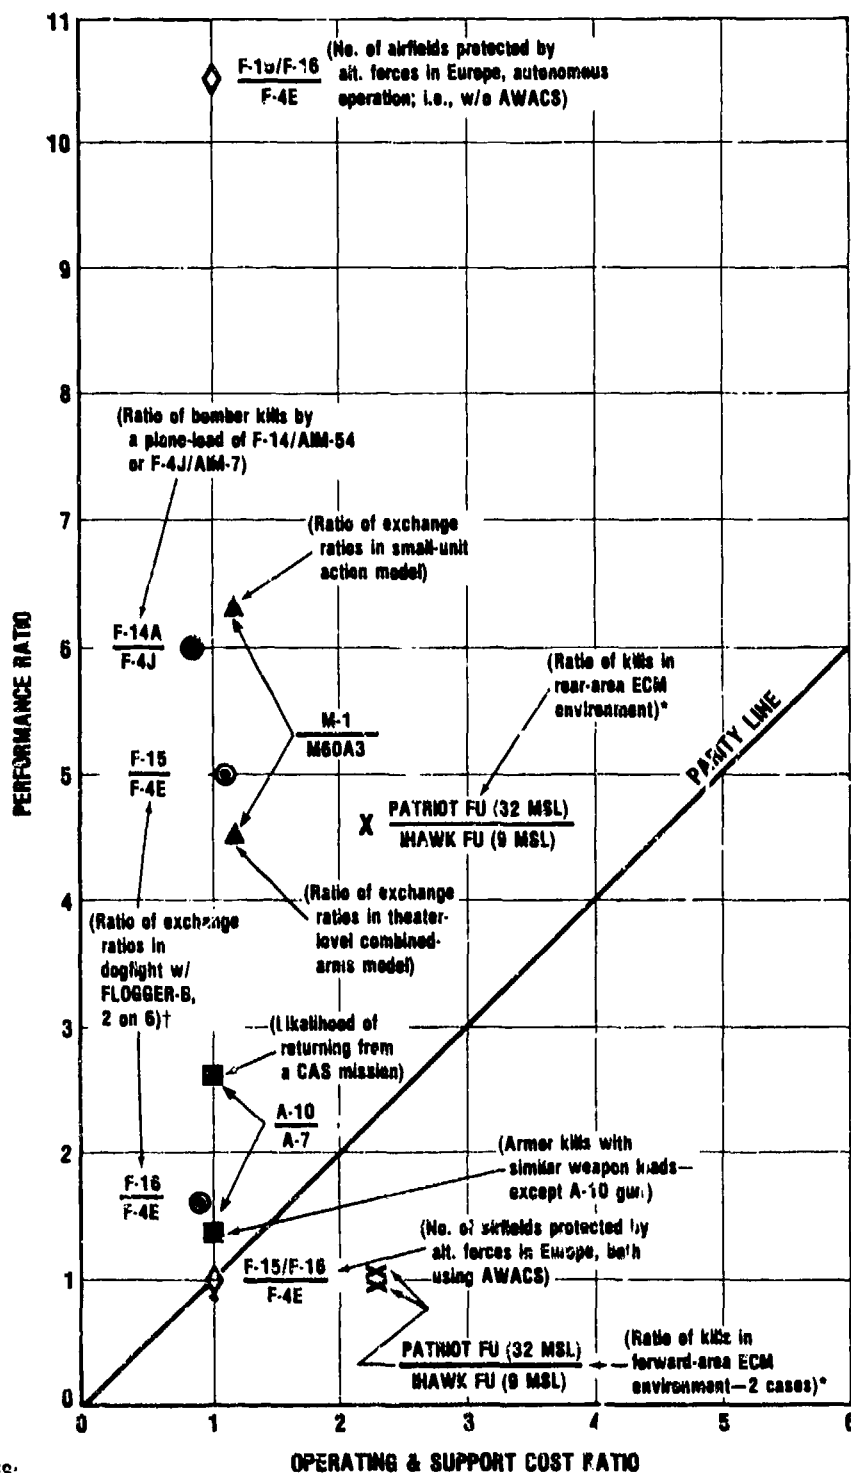 11
10
9
8
7
6
5
4
3
2
1
0
PERFORMANCE RATIO
F-15/F-16
F-4E
(No. of airfields protected by
alt. forces in Europe, autonomous
operation; i.e., w/o AWACS)
(Ratio of bomber kills by
a plane-load of F-14/AIM-54
or F-4J/AIM-7)
(Ratio of exchange
ratios in small-unit
action model)
F-14A
F-4J
(Ratio of kills in
rear-area ECM
environment)*
M-1
M60A3
PARITY LINE
F-15
F-4E
X
PATRIOT FU (32 MSL)
IHAWK FU (9 MSL)
(Ratio of exchange
ratios in theater-
level combined-
arms model)
(Ratio of exchange
ratios in
dogfight w/
FLOGGER-B,
2 on 6)†
(Likelihood of
returning from
a CAS mission)
A-10
A-7
(Armor kills with
similar weapon loads—
except A-10 gun)
F-16
F-4E
(No. of airfields protected by
alt. forces in Europe, both
using AWACS)
F-15/F-16
F-4E
XX
PATRIOT FU (32 MSL)
IHAWK FU (9 MSL)
(Ratio of kills in
forward-area ECM
environment—2 cases)*
0 1 2 3 4 5 6
OPERATING & SUPPORT COST RATIO